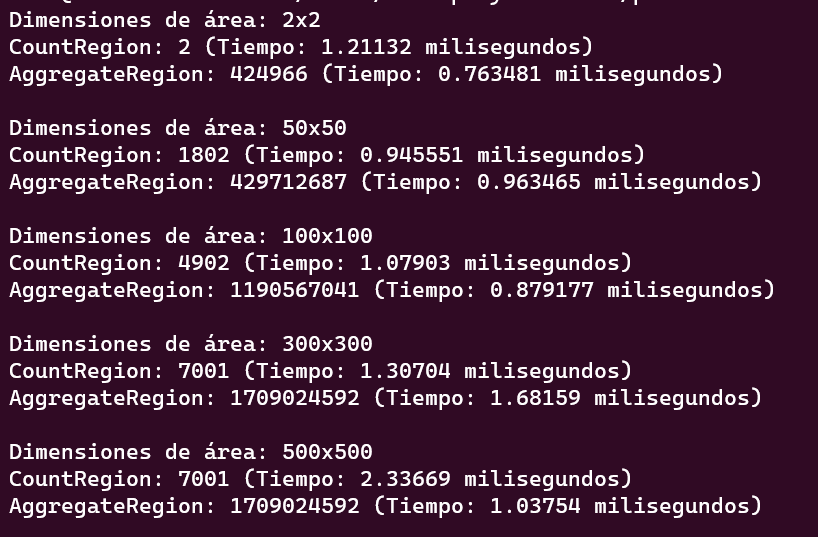 Dimensiones de área: 2x2
CountRegion: 2 (Tiempo: 1.21132 milisegundos)
AggregateRegion: 424966 (Tiempo: 0.763481 milisegundos)
Dimensiones de área: 50x50
CountRegion: 1802 (Tiempo: 0.945551 milisegundos)
AggregateRegion: 429712687 (Tiempo: 0.963465 milisegundos)
Dimensiones de área: 100x100
CountRegion: 4902 (Tiempo: 1.07903 milisegundos)
AggregateRegion: 1190567041 (Tiempo: 0.879177 milisegundos)
Dimensiones de área: 300x300
CountRegion: 7001 (Tiempo: 1.30704 milisegundos)
AggregateRegion: 1709024592 (Tiempo: 1.68159 milisegundos)
Dimensiones de área: 500x500
CountRegion: 7001 (Tiempo: 2.33669 milisegundos)
AggregateRegion: 1709024592 (Tiempo: 1.03754 milisegundos)